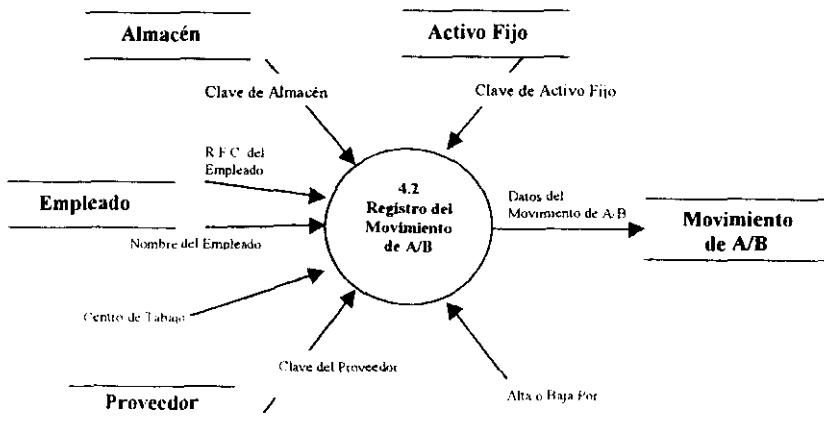 Almacén
Activo Fijo
Clave de Almacén
Clave de Activo Fijo
R F C del
Empleado
4.2
Registro del
Movimiento
de A/B
Datos del
Movimiento de A/B
Empleado
Movimiento
de A/B
Nombre del Empleado
Centro de Tabajo
Clave del Proveedor
Alta o Baja Por
Proveedor